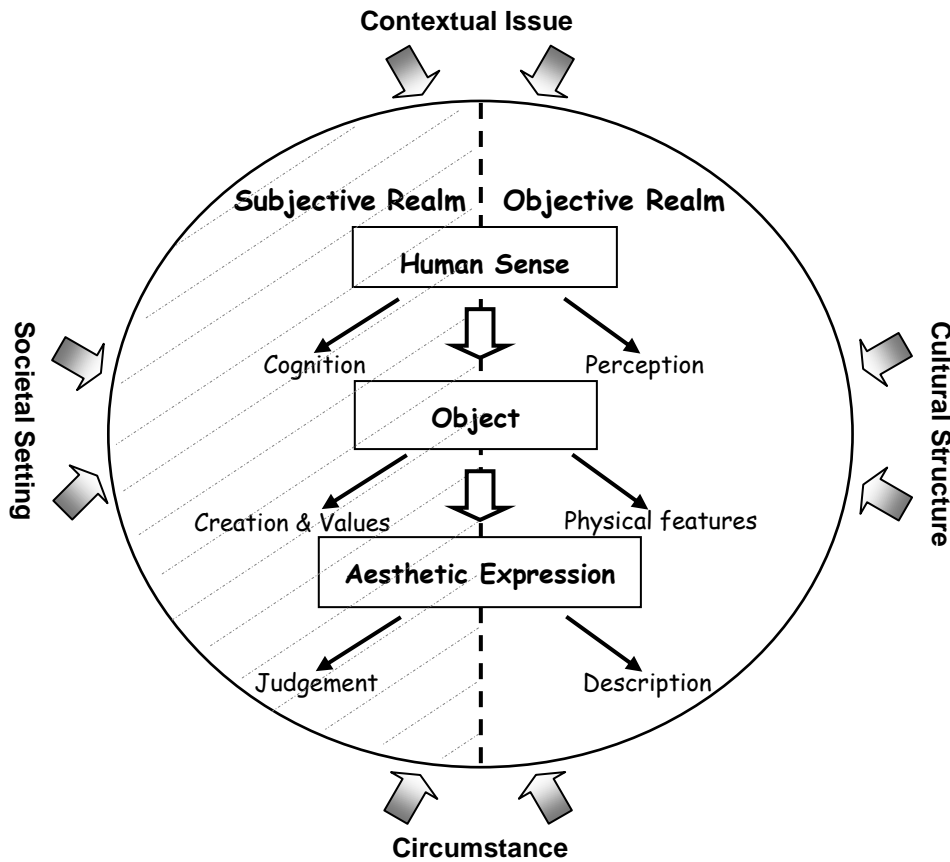 Contextual Issue
Subjective Realm
Objective Realm
Human Sense
Societal Setting
Cultural Structure
Cognition
Perception
Object
Creation & Values
Physical features
Aesthetic Expression
Judgement
Description
Circumstance